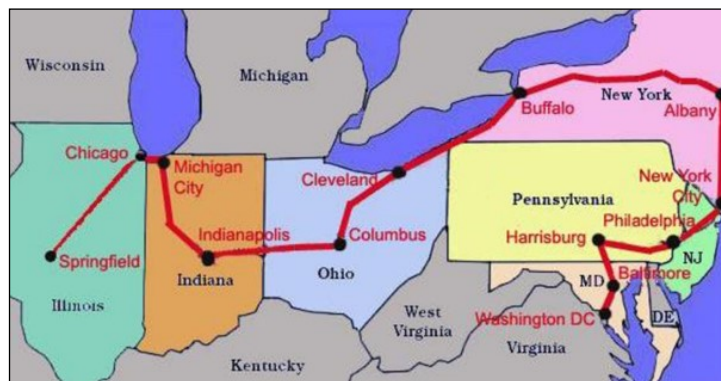 Wisconsin
Michigan
Buffalo
New York
Albany
Chicago
Michigan
City
Cleveland
New York
City
Pennsylvania
Philadelphia
Indianapolis
Columbus
Harrisburg
Springfield
Indiana
Ohio
NJ
MD
Baltimore
Illinois
West
Virginia
Washington DC
DE
Virginia
Kentucky